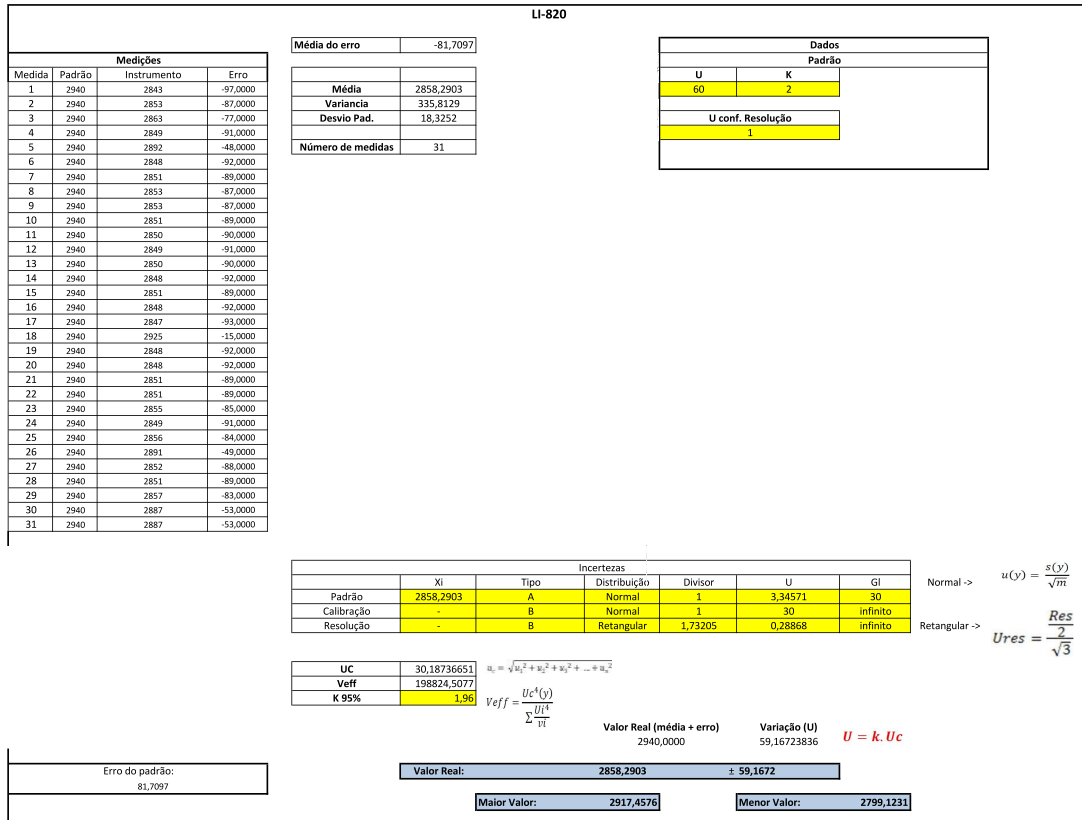 LI-820
Média do erro -81,7097
Dados
Padrão
U K
60 2
U conf. Resolução
1
Medições
Medida Padrão Instrumento Erro
1 2940 2843 -97,0000
2 2940 2853 -87,0000
3 2940 2863 -77,0000
4 2940 2849 -91,0000
5 2940 2892 -48,0000
6 2940 2848 -92,0000
7 2940 2851 -89,0000
8 2940 2853 -87,0000
9 2940 2853 -87,0000
10 2940 2851 -89,0000
11 2940 2850 -90,0000
12 2940 2849 -91,0000
13 2940 2850 -90,0000
14 2940 2848 -92,0000
15 2940 2851 -89,0000
16 2940 2848 -92,0000
17 2940 2847 -93,0000
18 2940 2925 -15,0000
19 2940 2848 -92,0000
20 2940 2848 -92,0000
21 2940 2851 -89,0000
22 2940 2851 -89,0000
23 2940 2855 -85,0000
24 2940 2849 -91,0000
25 2940 2856 -84,0000
26 2940 2891 -49,0000
27 2940 2852 -88,0000
28 2940 2851 -89,0000
29 2940 2857 -83,0000
30 2940 2887 -53,0000
31 2940 2887 -53,0000
Média 2858,2903
Variancia 335,8129
Desvio Pad. 18,3252
Número de medidas 31
Incertezas
Xi Tipo Distribuição Divisor U Gl
Padrão 2858,2903 A Normal 1 3,34571 30
Calibração - B Normal 1 30 infinito
Resolução - B Retangular 1,73205 0,28868 infinito
Normal -> u(y) = s(y)/√m
Retangular -> Ures = (Res/2)/√3
UC 30,18736651
Veff 198824,5077
K 95% 1,96
u_c = √u₁² + u₂² + u₃² + ... + u_n²
Veff = Uc⁴(y) / ∑ Ui⁴/vi
Valor Real (média + erro) Variação (U)
2940,0000 59,16723836
U = k.Uc
Erro do padrão:
81,7097
Valor Real: 2858,2903 ± 59,1672
Maior Valor: 2917,4576
Menor Valor: 2799,1231